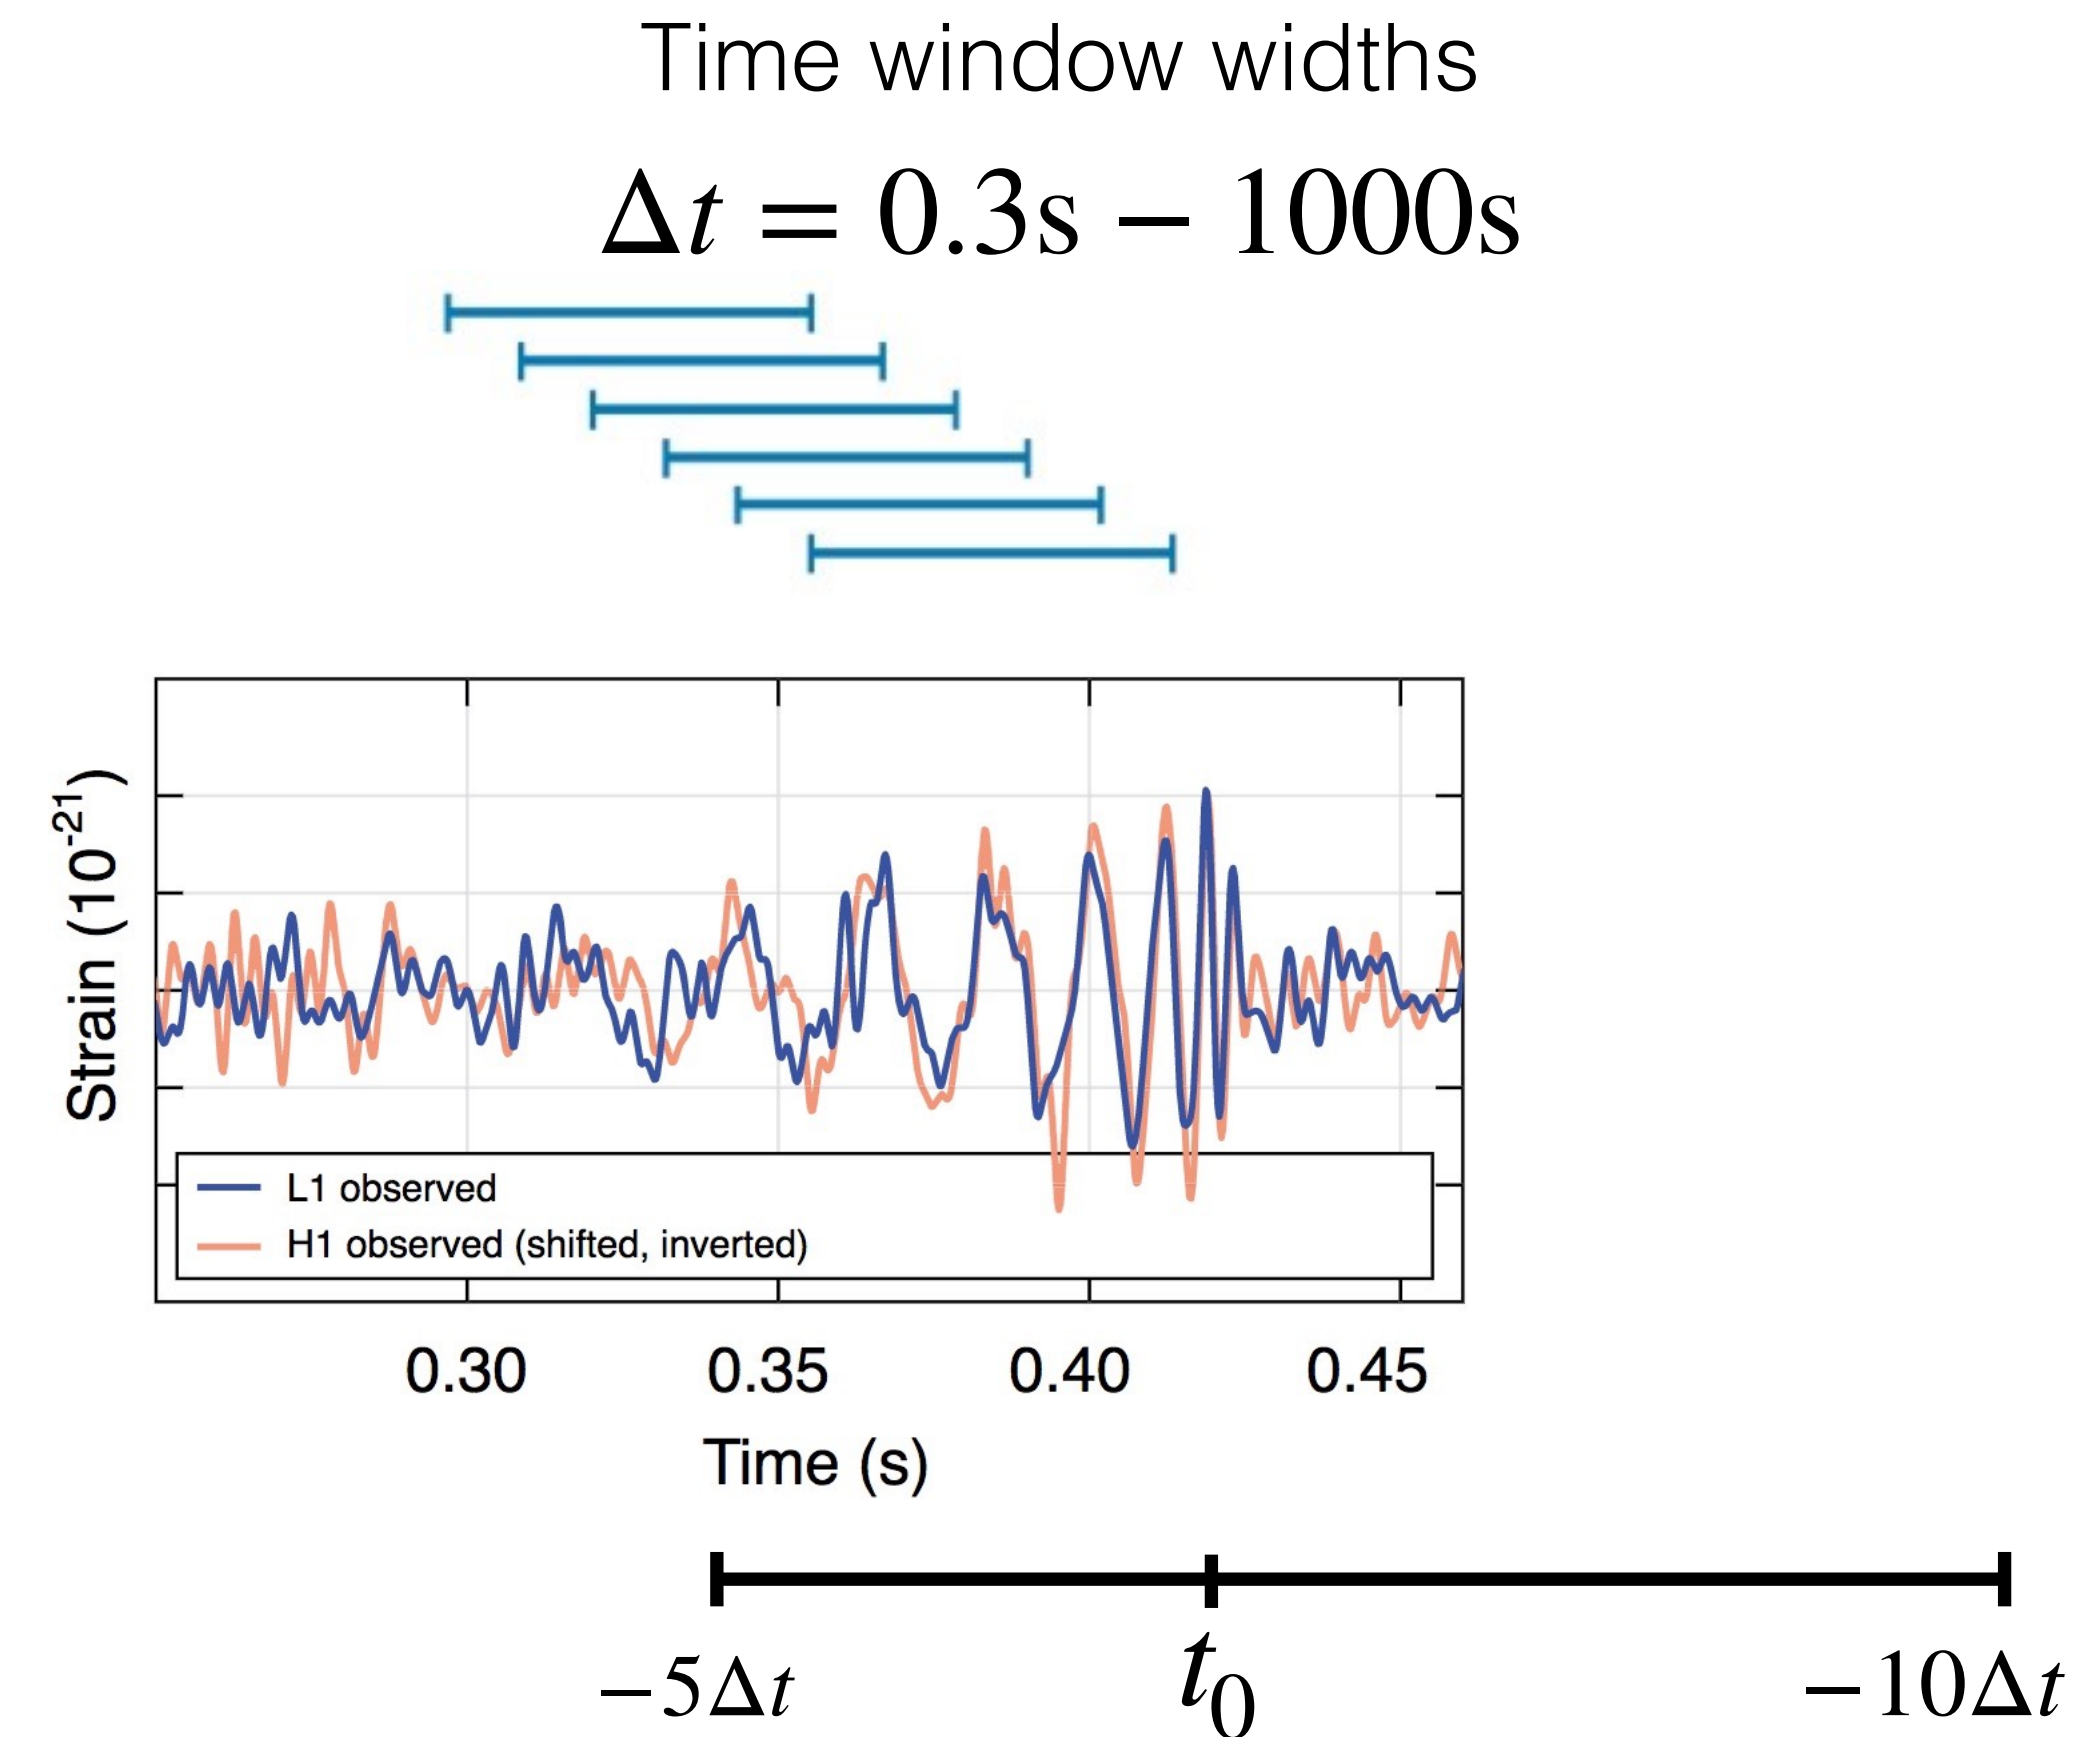 Time window widths
Δt = 0.3s − 1000s
Strain (10⁻²¹)
L1 observed
H1 observed (shifted, inverted)
0.30 0.35 0.40 0.45
Time (s)
−5Δt t₀ −10Δt